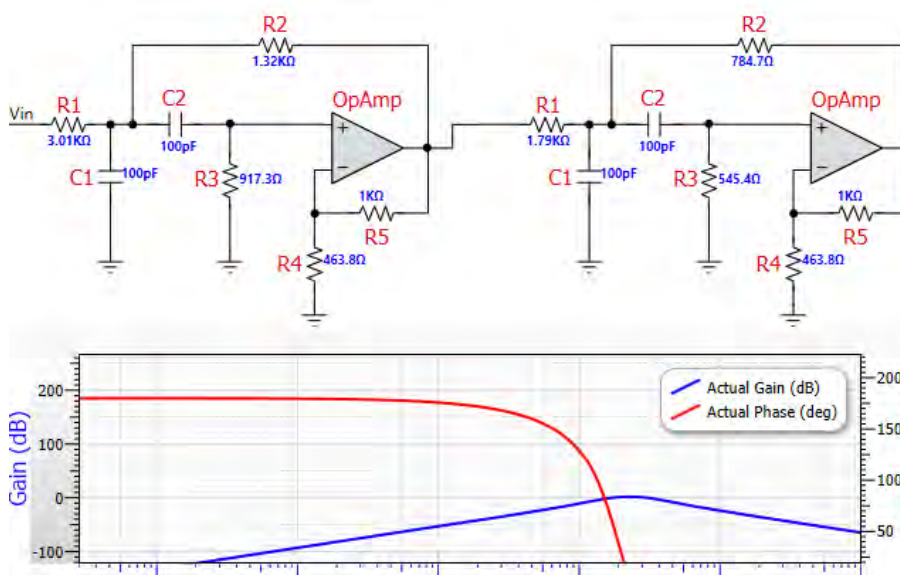 R2
1.32KΩ
Vin
R1
3.01KΩ
C2
100pF
OpAmp
+
−
C1
100pF
R3
917.3Ω
1KΩ
R5
R4
463.8Ω
R2
784.7Ω
R1
1.79KΩ
C2
100pF
OpAmp
+
−
C1
100pF
R3
545.4Ω
1KΩ
R5
R4
463.8Ω
Gain (dB)
200
100
0
-100
Actual Gain (dB)
Actual Phase (deg)
200
150
100
50